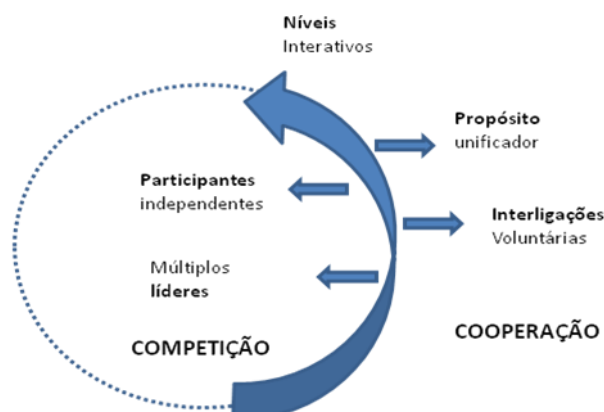 Níveis
Interativos
Propósito
unificador
Participantes
independentes
Interligações
Voluntárias
Múltiplos
líderes
COMPETIÇÃO
COOPERAÇÃO